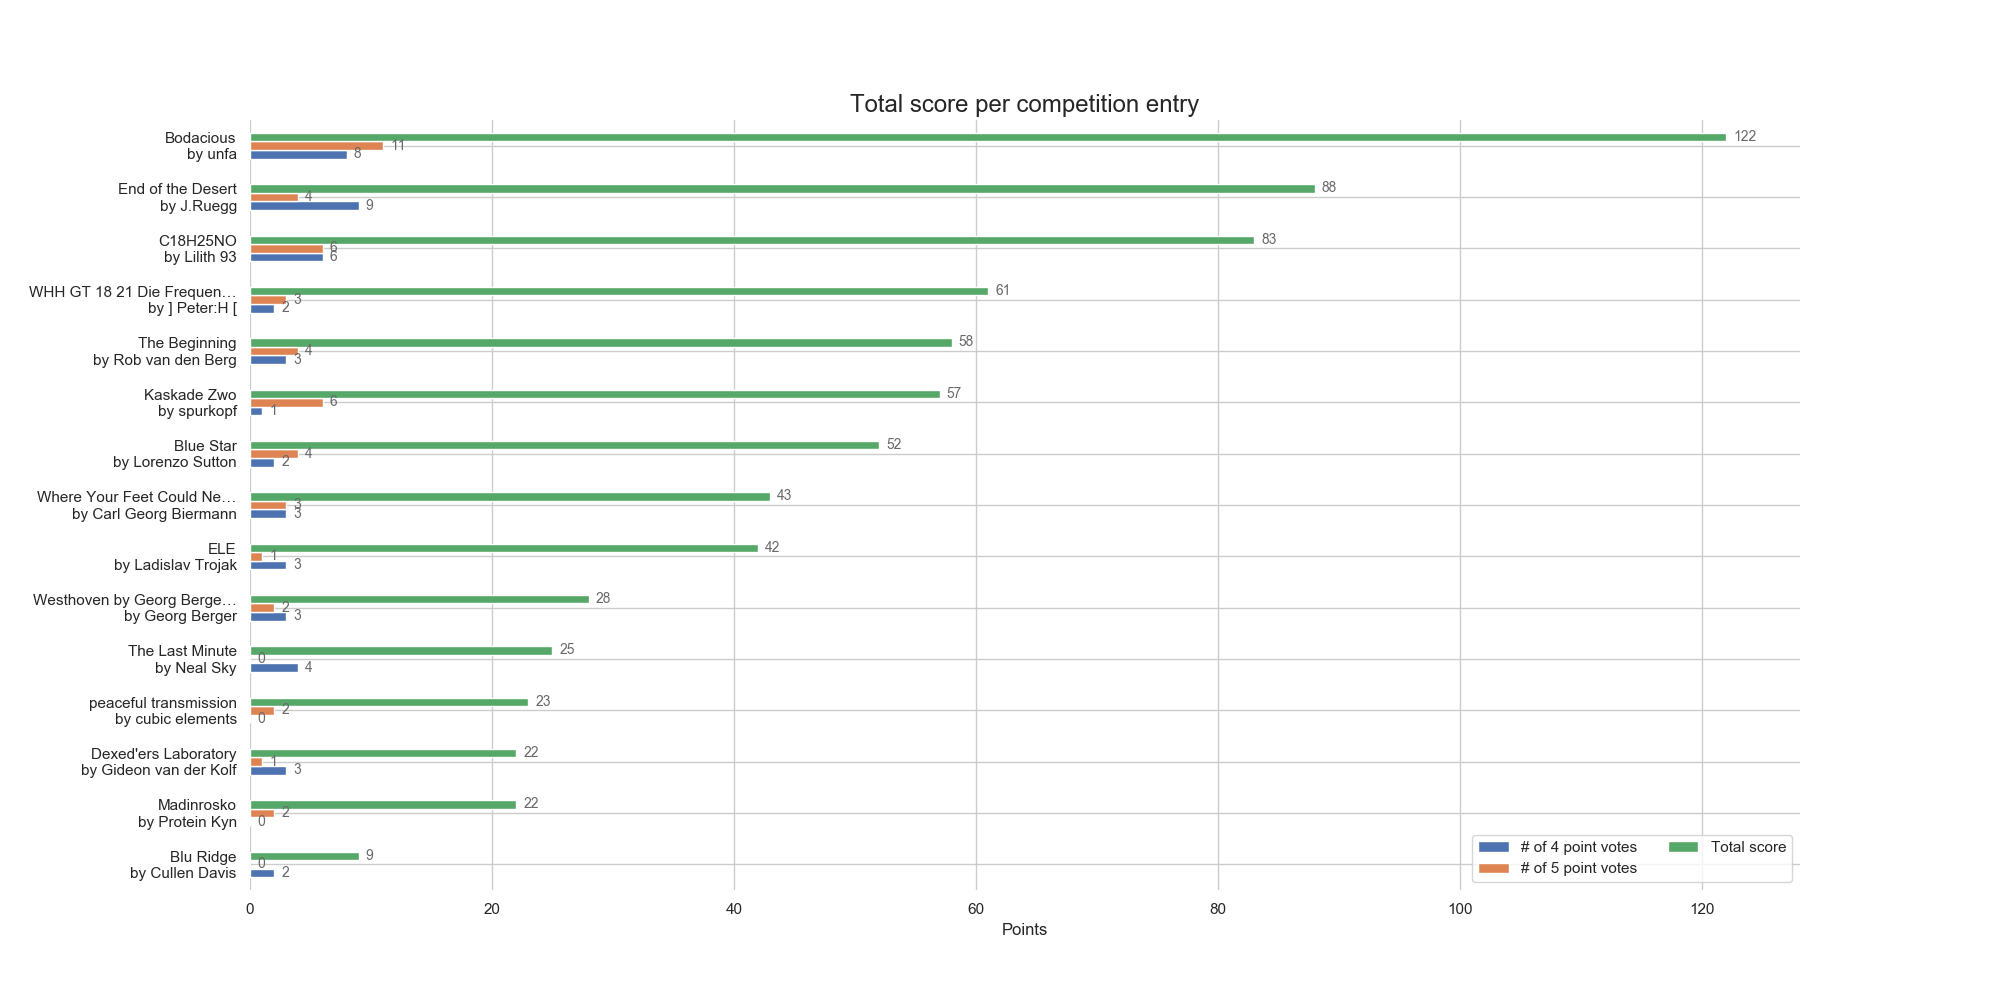 Total score per competition entry
Bodacious
by unfa
122
11
8
End of the Desert
by J.Ruegg
88
4
9
C18H25NO
by Lilith 93
83
6
6
WHH GT 18 21 Die Frequen…
by ] Peter:H [
61
3
2
The Beginning
by Rob van den Berg
58
4
3
Kaskade Zwo
by spurkopf
57
6
1
Blue Star
by Lorenzo Sutton
52
4
2
Where Your Feet Could Ne…
by Carl Georg Biermann
43
3
3
ELE
by Ladislav Trojak
42
1
3
Westhoven by Georg Berge…
by Georg Berger
28
2
3
The Last Minute
by Neal Sky
25
0
4
peaceful transmission
by cubic elements
23
2
0
Dexed'ers Laboratory
by Gideon van der Kolf
22
1
3
Madinrosko
by Protein Kyn
22
2
0
Blu Ridge
by Cullen Davis
9
0
2
# of 4 point votes
# of 5 point votes
Total score
0 20 40 60 80 100 120
Points